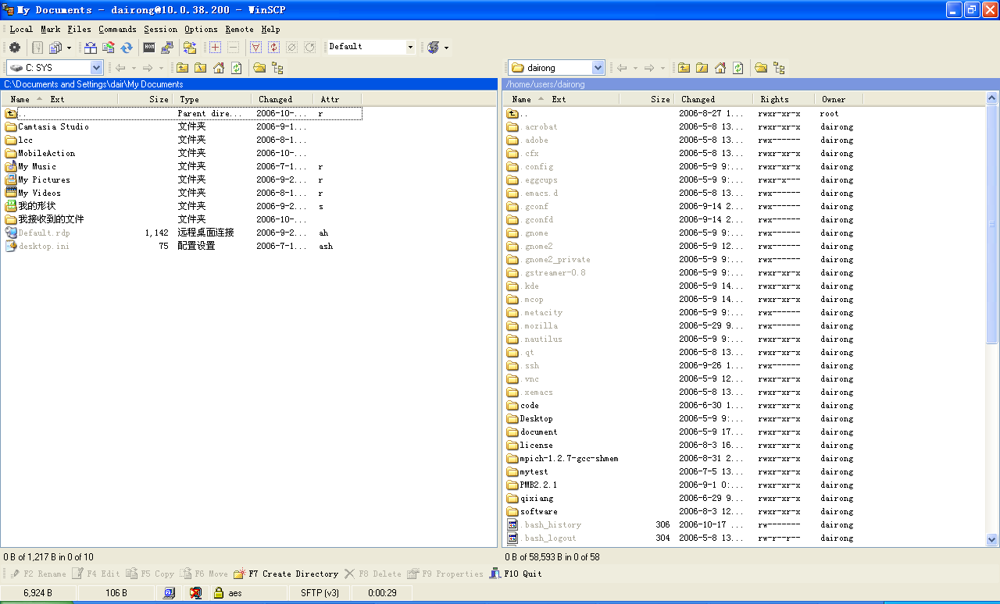 My Documents - dairong@10.0.38.200 - WinSCP
Local Mark Files Commands Session Options Remote Help
Default
C: SYS
dairong
C:\Documents and Settings\dair\My Documents
Name Ext Size Type Changed Attr
.. Parent dire... 2006-10-... r
Camtasia Studio 文件夹 2006-9-1...
lcc 文件夹 2006-8-1...
MobileAction 文件夹 2006-10-...
My Music 文件夹 2006-7-1... r
My Pictures 文件夹 2006-9-2... r
My Videos 文件夹 2006-8-1... r
我的形状 文件夹 2006-9-2... s
我接收到的文件 文件夹 2006-10-...
Default.rdp 1,142 远程桌面连接 2006-9-2... ah
desktop.ini 75 配置设置 2006-7-1... ash
0 B of 1,217 B in 0 of 10
/home/users/dairong
Name Ext Size Changed Rights Owner
.. 2006-8-27 1... rwxr-xr-x root
.acrobat 2006-5-8 13... rwxr-xr-x dairong
.adobe 2006-5-8 13... rwx------ dairong
.cfx 2006-5-8 13... rwxr-xr-x dairong
.config 2006-5-9 9:... rwxr-xr-x dairong
.eggcups 2006-5-9 9:... rwx------ dairong
.emacs.d 2006-5-8 13... rwxr-xr-x dairong
.gconf 2006-9-14 2... rwx------ dairong
.gconfd 2006-9-14 2... rwx------ dairong
.gnome 2006-5-9 9:... rwx------ dairong
.gnome2 2006-5-9 12... rwx------ dairong
.gnome2_private 2006-5-9 9:... rwx------ dairong
.gstreamer-0.8 2006-5-9 9:... rwxr-xr-x dairong
.kde 2006-5-9 14... rwxr-xr-x dairong
.mcop 2006-5-9 14... rwxr-xr-x dairong
.metacity 2006-5-9 9:... rwx------ dairong
.mozilla 2006-5-29 9... rwx------ dairong
.nautilus 2006-5-9 9:... rwxr-xr-x dairong
.qt 2006-5-8 13... rwxr-xr-x dairong
.ssh 2006-9-26 1... rwx------ dairong
.vnc 2006-5-9 12... rwxr-xr-x dairong
.xemacs 2006-5-8 13... rwxr-xr-x dairong
code 2006-6-30 1... rwxr-xr-x dairong
Desktop 2006-5-9 9:... rwxr-xr-x dairong
document 2006-5-9 17... rwxr-xr-x dairong
license 2006-8-3 16... rwxr-xr-x dairong
mpich-1.2.7-gcc-shmem 2006-8-31 2... rwxr-xr-x dairong
mytest 2006-7-5 13... rwxr-xr-x dairong
PMB2.2.1 2006-9-1 0:... rwxr-xr-x dairong
qixiang 2006-6-29 9... rwxr-xr-x dairong
software 2006-8-3 12... rwxr-xr-x dairong
.bash_history 306 2006-10-17 ... rw------- dairong
.bash_logout 304 2006-5-8 13... rw-r--r-- dairong
0 B of 58,593 B in 0 of 58
F2 Rename F4 Edit F5 Copy F6 Move F7 Create Directory F8 Delete F9 Properties F10 Quit
6,924 B 106 B aes SFTP (v3) 0:00:29